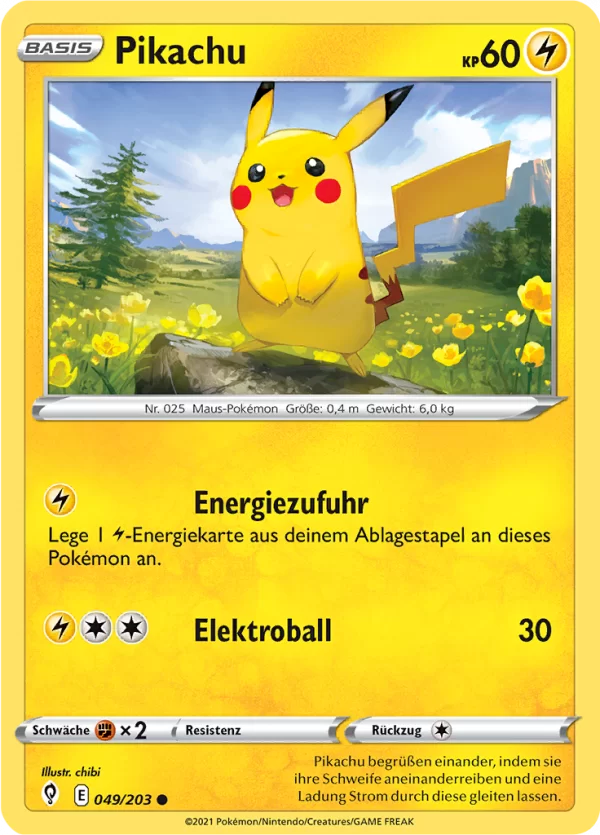 BASIS Pikachu KP60
Nr. 025 Maus-Pokémon Größe: 0,4 m Gewicht: 6,0 kg
Energiezufuhr
Lege 1 -Energiekarte aus deinem Ablagestapel an dieses
Pokémon an.
Elektroball 30
Schwäche ×2 Resistenz Rückzug
Pikachu begrüßen einander, indem sie
ihre Schweife aneinanderreiben und eine
Ladung Strom durch diese gleiten lassen.
Illustr. chibi
E 049/203 ●
©2021 Pokémon/Nintendo/Creatures/GAME FREAK